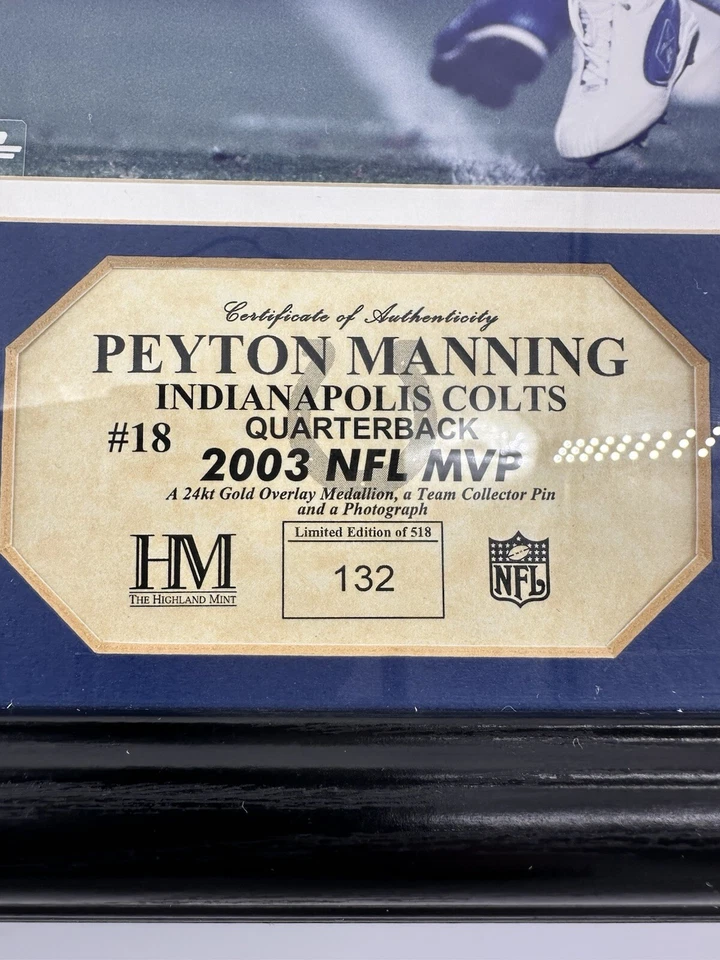 Certificate of Authenticity
PEYTON MANNING
INDIANAPOLIS COLTS
#18 QUARTERBACK
2003 NFL MVP
A 24kt Gold Overlay Medallion, a Team Collector Pin
and a Photograph
HM
THE HIGHLAND MINT
Limited Edition of 518
132
NFL